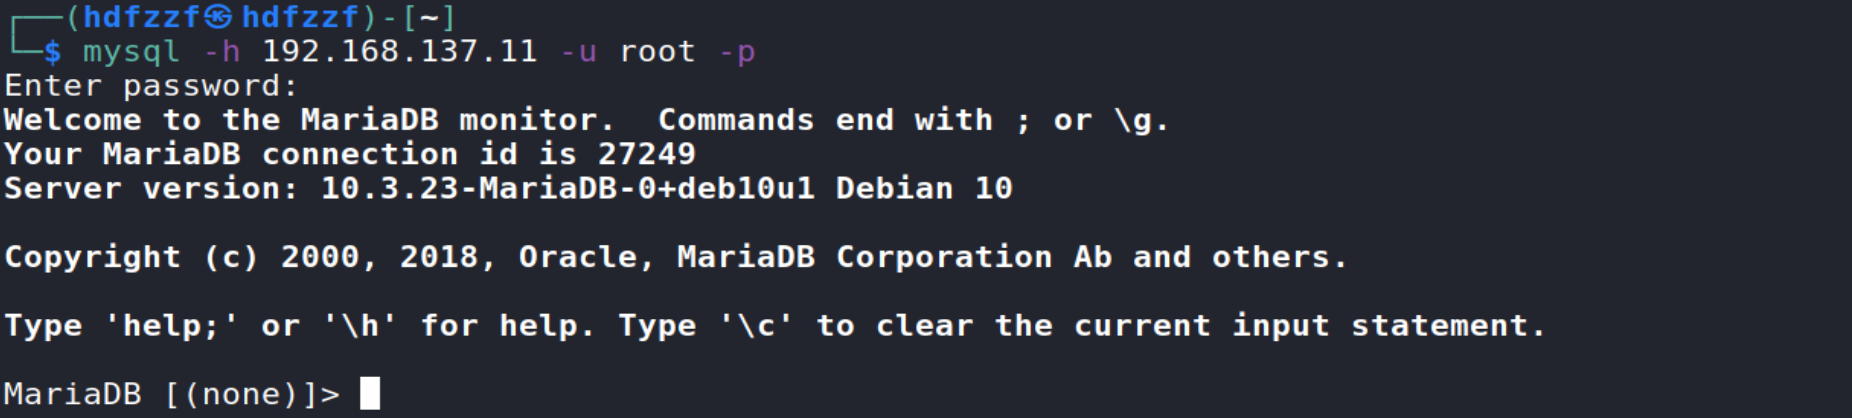 ┌──(hdfzzf㉿hdfzzf)-[~]
└─$ mysql -h 192.168.137.11 -u root -p
Enter password:
Welcome to the MariaDB monitor.  Commands end with ; or \g.
Your MariaDB connection id is 27249
Server version: 10.3.23-MariaDB-0+deb10u1 Debian 10
Copyright (c) 2000, 2018, Oracle, MariaDB Corporation Ab and others.
Type 'help;' or '\h' for help. Type '\c' to clear the current input statement.
MariaDB [(none)]>